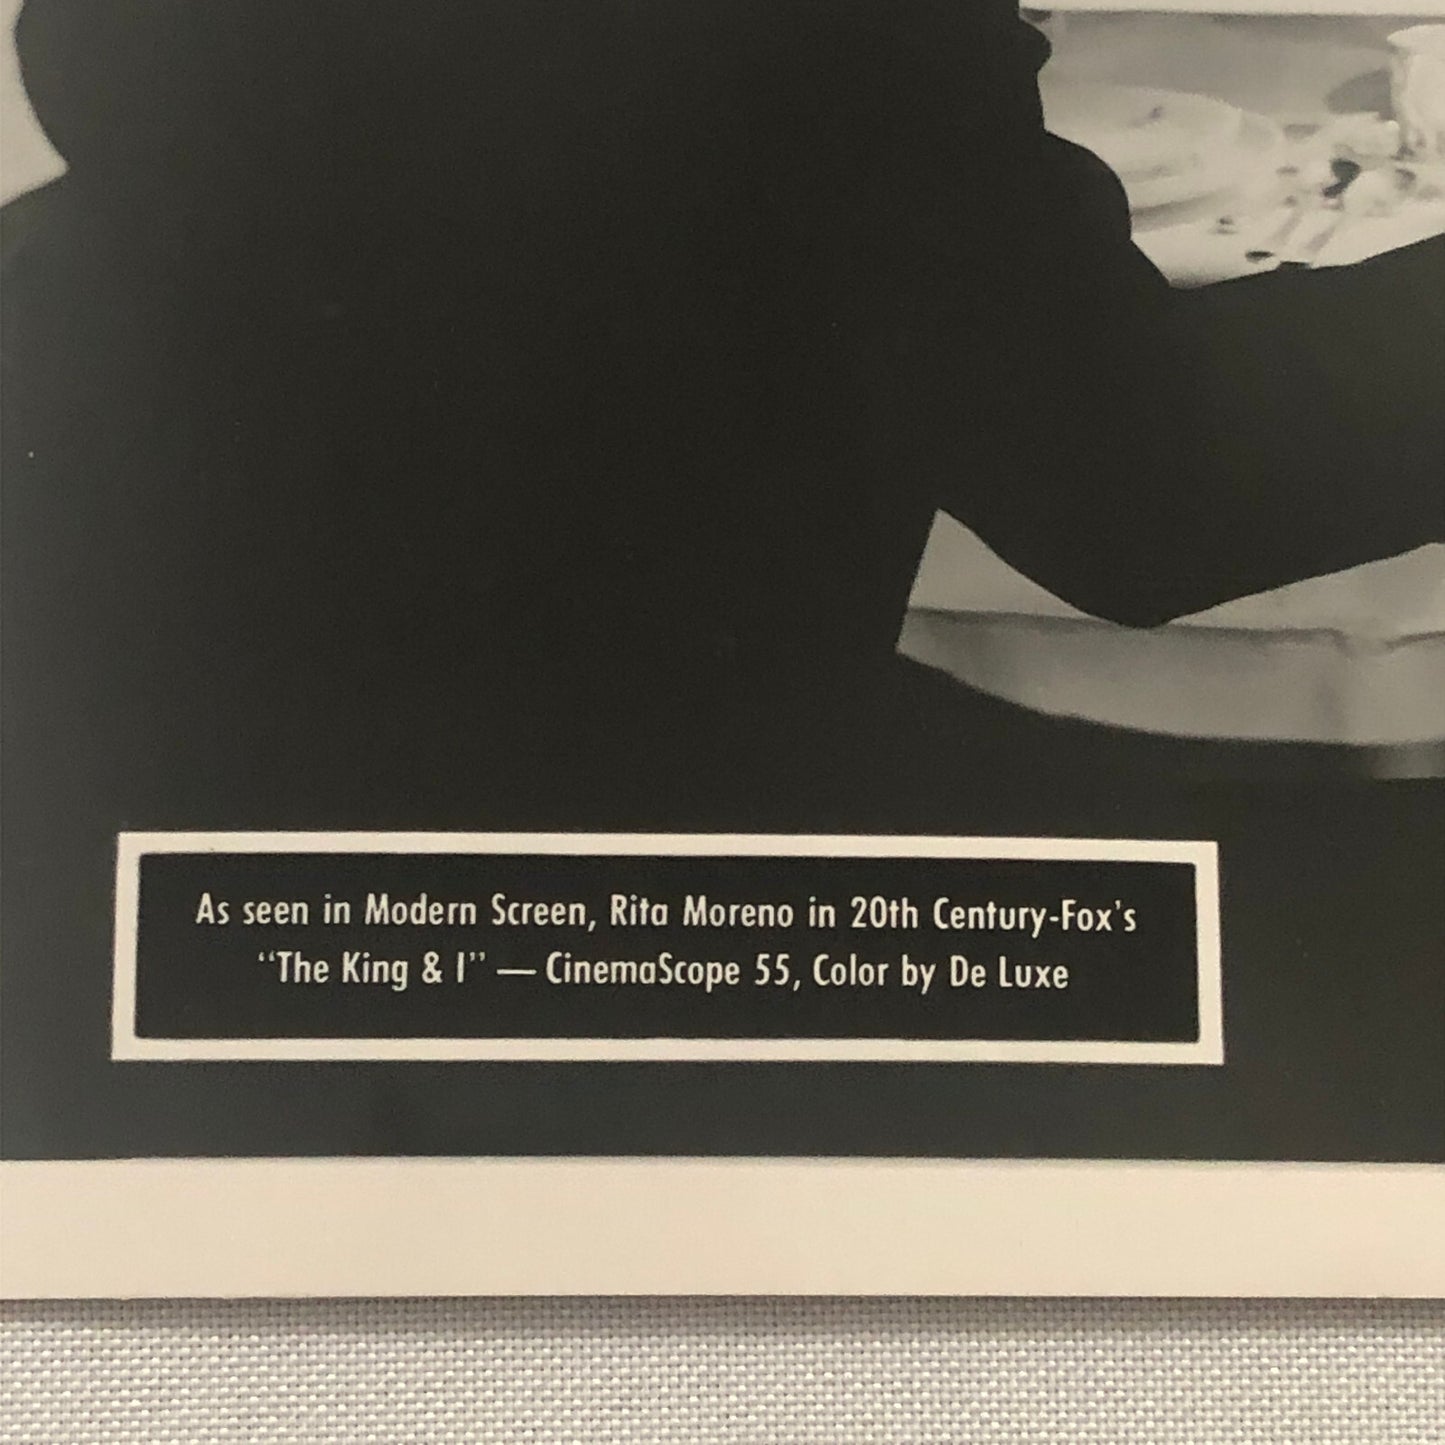 As seen in Modern Screen, Rita Moreno in 20th Century-Fox's
“The King & I” — CinemaScope 55, Color by De Luxe